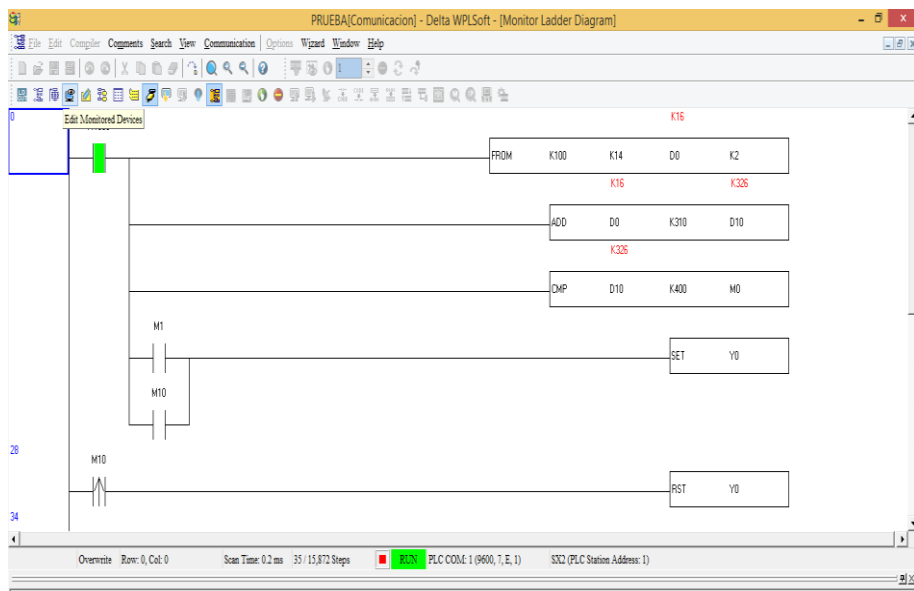 PRUEBA[Comunicacion] - Delta WPLSoft - [Monitor Ladder Diagram]
File Edit Compiler Comments Search View Communication Options Wizard Window Help
1
Edit Monitored Devices
0
K16
FROM K100 K14 D0 K2
K16 K326
ADD D0 K310 D10
K326
CMP D10 K400 M0
M1
SET Y0
M10
28
M10
RST Y0
34
Overwrite Row: 0, Col: 0 Scan Time: 0.2 ms 35 / 15,872 Steps RUN PLC COM: 1 (9600, 7, E, 1) SX2 (PLC Station Address: 1)